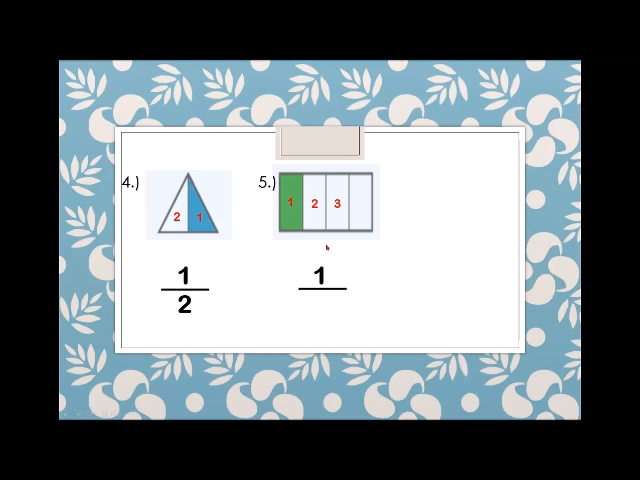 4.) 5.)
2 1 1 2 3
1 1
2